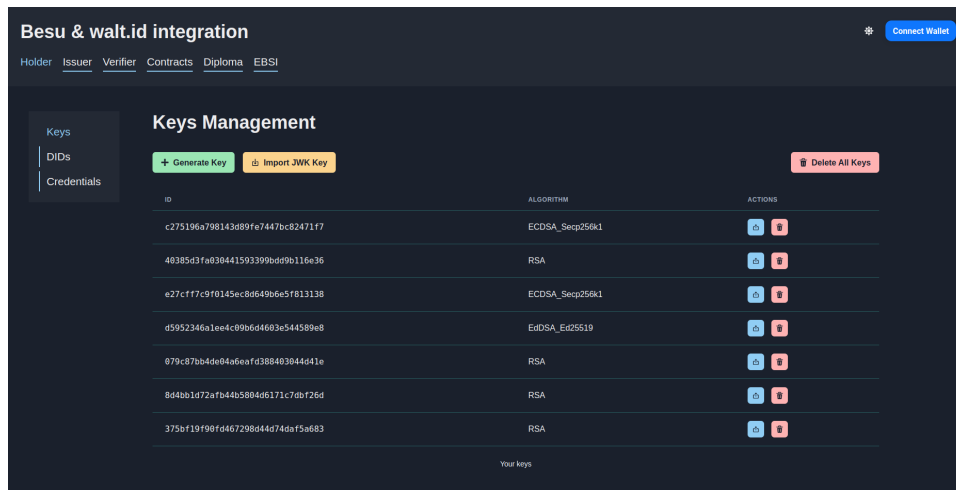 Besu & walt.id integration
Connect Wallet
Holder Issuer Verifier Contracts Diploma EBSI
Keys
DIDs
Credentials
Keys Management
+ Generate Key Import JWK Key Delete All Keys
ID ALGORITHM ACTIONS
c275196a798143d89fe7447bc82471f7 ECDSA_Secp256k1
40385d3fa030441593399bdd9b116e36 RSA
e27cff7c9f0145ec8d649b6e5f813138 ECDSA_Secp256k1
d5952346a1ee4c09b6d4603e544589e8 EdDSA_Ed25519
079c87bb4de04a6eafd388403044d41e RSA
8d4bb1d72afb44b5804d6171c7dbf26d RSA
375bf19f90fd467298d44d74daf5a683 RSA
Your keys